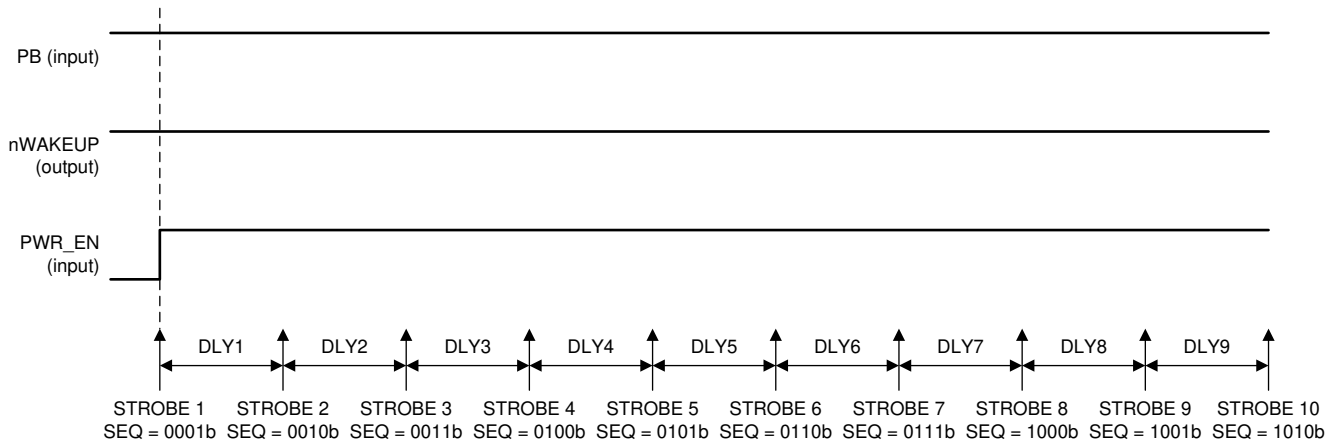 PB (input)
nWAKEUP
(output)
PWR_EN
(input)
DLY1 DLY2 DLY3 DLY4 DLY5 DLY6 DLY7 DLY8 DLY9
STROBE 1 STROBE 2 STROBE 3 STROBE 4 STROBE 5 STROBE 6 STROBE 7 STROBE 8 STROBE 9 STROBE 10
SEQ = 0001b SEQ = 0010b SEQ = 0011b SEQ = 0100b SEQ = 0101b SEQ = 0110b SEQ = 0111b SEQ = 1000b SEQ = 1001b SEQ = 1010b